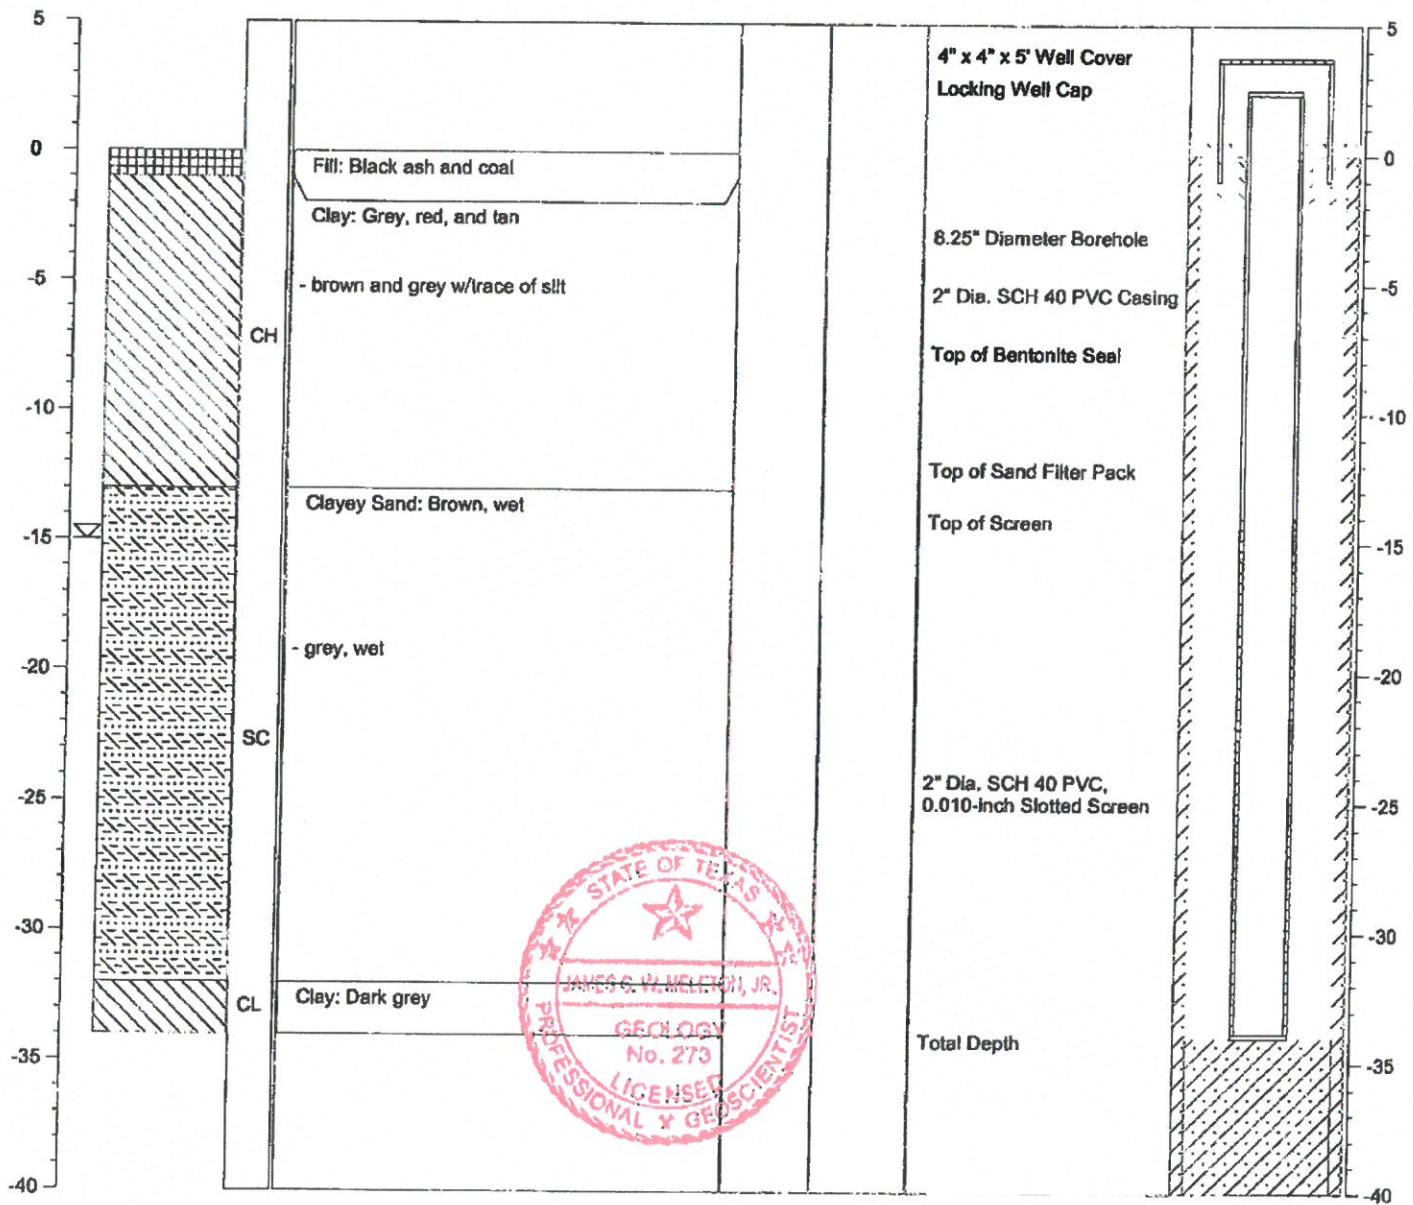 5
0
-5
-10
-15
-20
-25
-30
-35
-40
CH
SC
CL
Fill: Black ash and coal
Clay: Grey, red, and tan
- brown and grey w/trace of silt
Clayey Sand: Brown, wet
- grey, wet
Clay: Dark grey
STATE OF TEXAS
JR.
GEOLOGY
No. 273
LICENSED
PROFESSIONAL GEOSCIENTIST
4" x 4" x 5' Well Cover
Locking Well Cap
8.25" Diameter Borehole
2" Dia. SCH 40 PVC Casing
Top of Bentonite Seal
Top of Sand Filter Pack
Top of Screen
2" Dia. SCH 40 PVC,
0.010-inch Slotted Screen
Total Depth
5
0
-5
-10
-15
-20
-25
-30
-35
-40